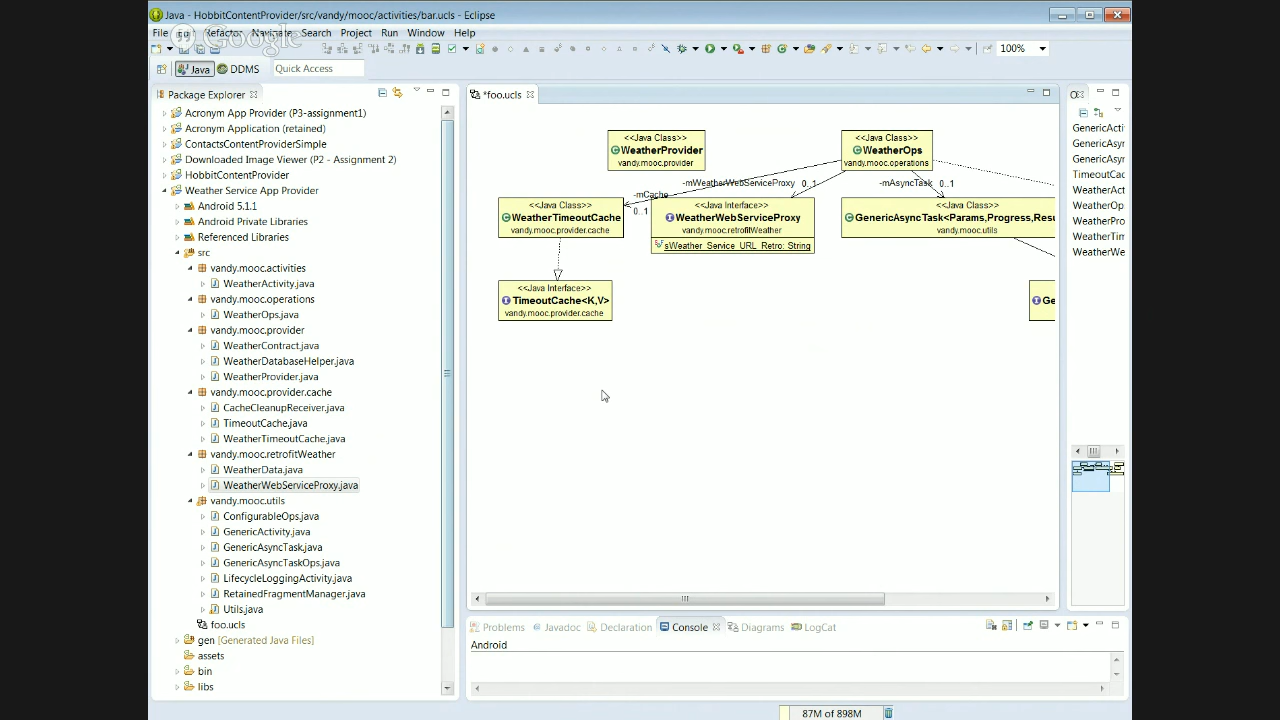 Java - HobbitContentProvider/src/vandy/mooc/activities/bar.ucls - Eclipse
File Edit Refactor Navigate Search Project Run Window Help
Google
100%
Java DDMS Quick Access
Package Explorer
Acronym App Provider (P3-assignment1)
Acronym Application (retained)
ContactsContentProviderSimple
Downloaded Image Viewer (P2 - Assignment 2)
HobbitContentProvider
Weather Service App Provider
Android 5.1.1
Android Private Libraries
Referenced Libraries
src
vandy.mooc.activities
WeatherActivity.java
vandy.mooc.operations
WeatherOps.java
vandy.mooc.provider
WeatherContract.java
WeatherDatabaseHelper.java
WeatherProvider.java
vandy.mooc.provider.cache
CacheCleanupReceiver.java
TimeoutCache.java
WeatherTimeoutCache.java
vandy.mooc.retrofitWeather
WeatherData.java
WeatherWebServiceProxy.java
vandy.mooc.utils
ConfigurableOps.java
GenericActivity.java
GenericAsyncTask.java
GenericAsyncTaskOps.java
LifecycleLoggingActivity.java
RetainedFragmentManager.java
Utils.java
foo.ucls
gen [Generated Java Files]
assets
bin
libs
*foo.ucls
<<Java Class>>
WeatherProvider
vandy.mooc.provider
<<Java Class>>
WeatherOps
vandy.mooc.operations
-mCache
0..1
-mWeatherWebServiceProxy 0..1
-mAsyncTask 0..1
<<Java Class>>
WeatherTimeoutCache
vandy.mooc.provider.cache
<<Java Interface>>
WeatherWebServiceProxy
vandy.mooc.retrofitWeather
sWeather_Service_URL_Retro: String
<<Java Class>>
GenericAsyncTask<Params,Progress,Resu
vandy.mooc.utils
<<Java Interface>>
TimeoutCache<K,V>
vandy.mooc.provider.cache
Ge
GenericActi
GenericAsy
GenericAsy
TimeoutCac
WeatherAct
WeatherOp
WeatherPro
WeatherTim
WeatherWe
Problems Javadoc Declaration Console Diagrams LogCat
Android
87M of 898M